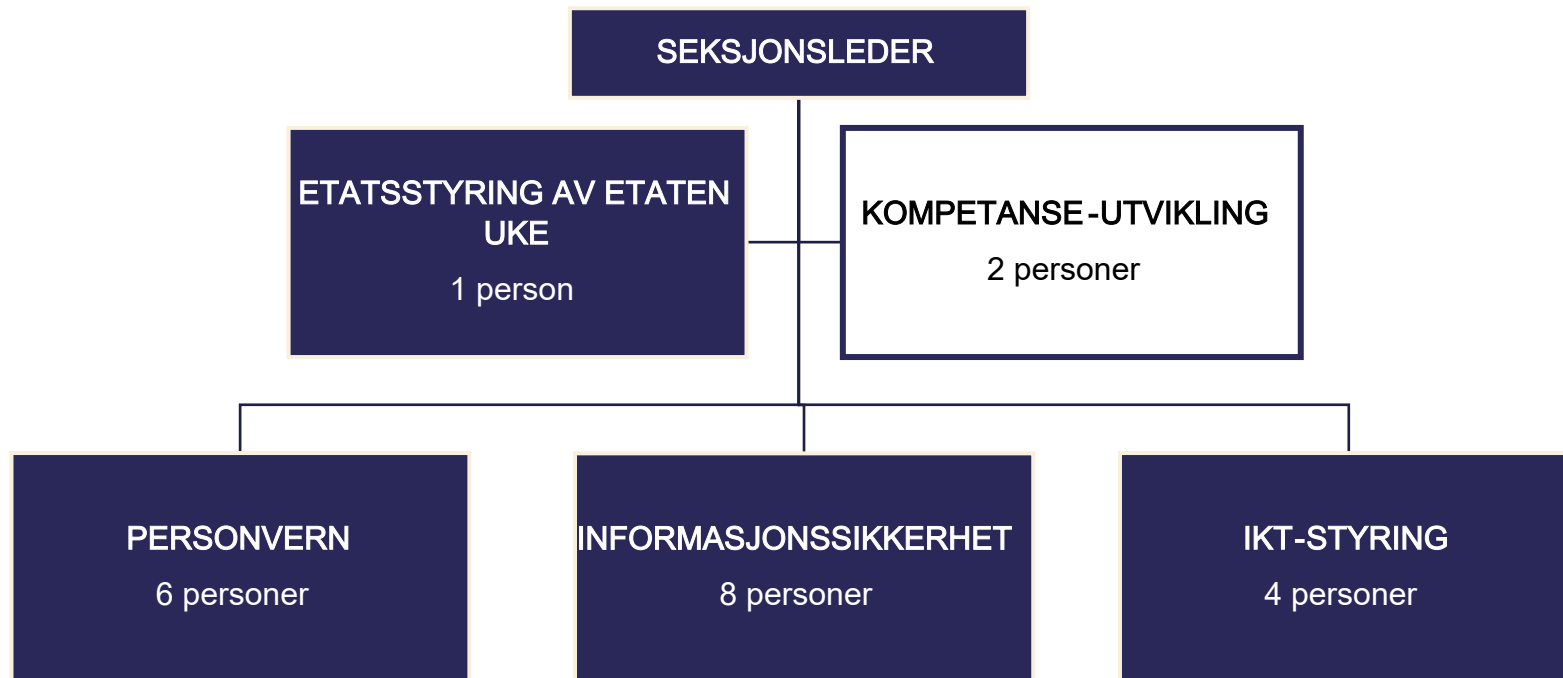 SEKSJONSLEDER
ETATSSTYRING AV ETATEN
UKE
1 person
KOMPETANSE-UTVIKLING
2 personer
PERSONVERN
6 personer
INFORMASJONSSIKKERHET
8 personer
IKT-STYRING
4 personer